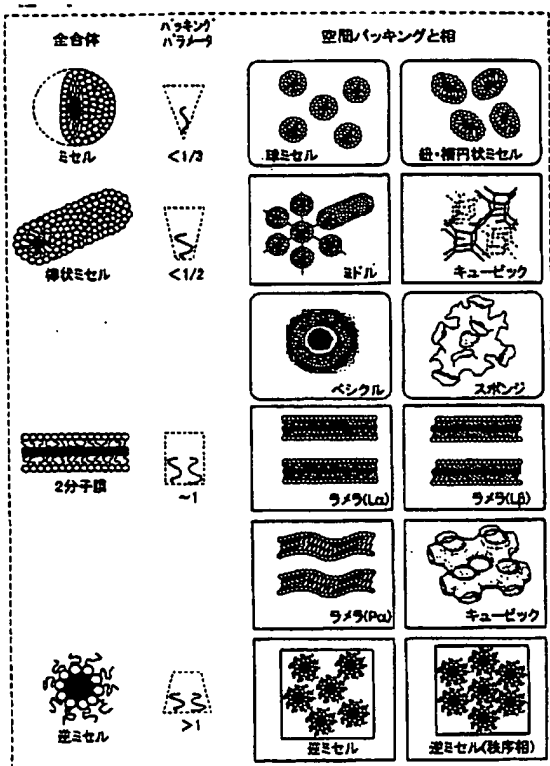 会合体
パッキング
パラメータ
空間パッキングと相
ミセル
<1/3
球ミセル
紐・楕円状ミセル
棒状ミセル
<1/2
ミドル
キュービック
ベシクル
スポンジ
2分子膜
~1
ラメラ(Lα)
ラメラ(Lβ)
ラメラ(Pα)
キュービック
逆ミセル
>1
逆ミセル
逆ミセル(秩序相)